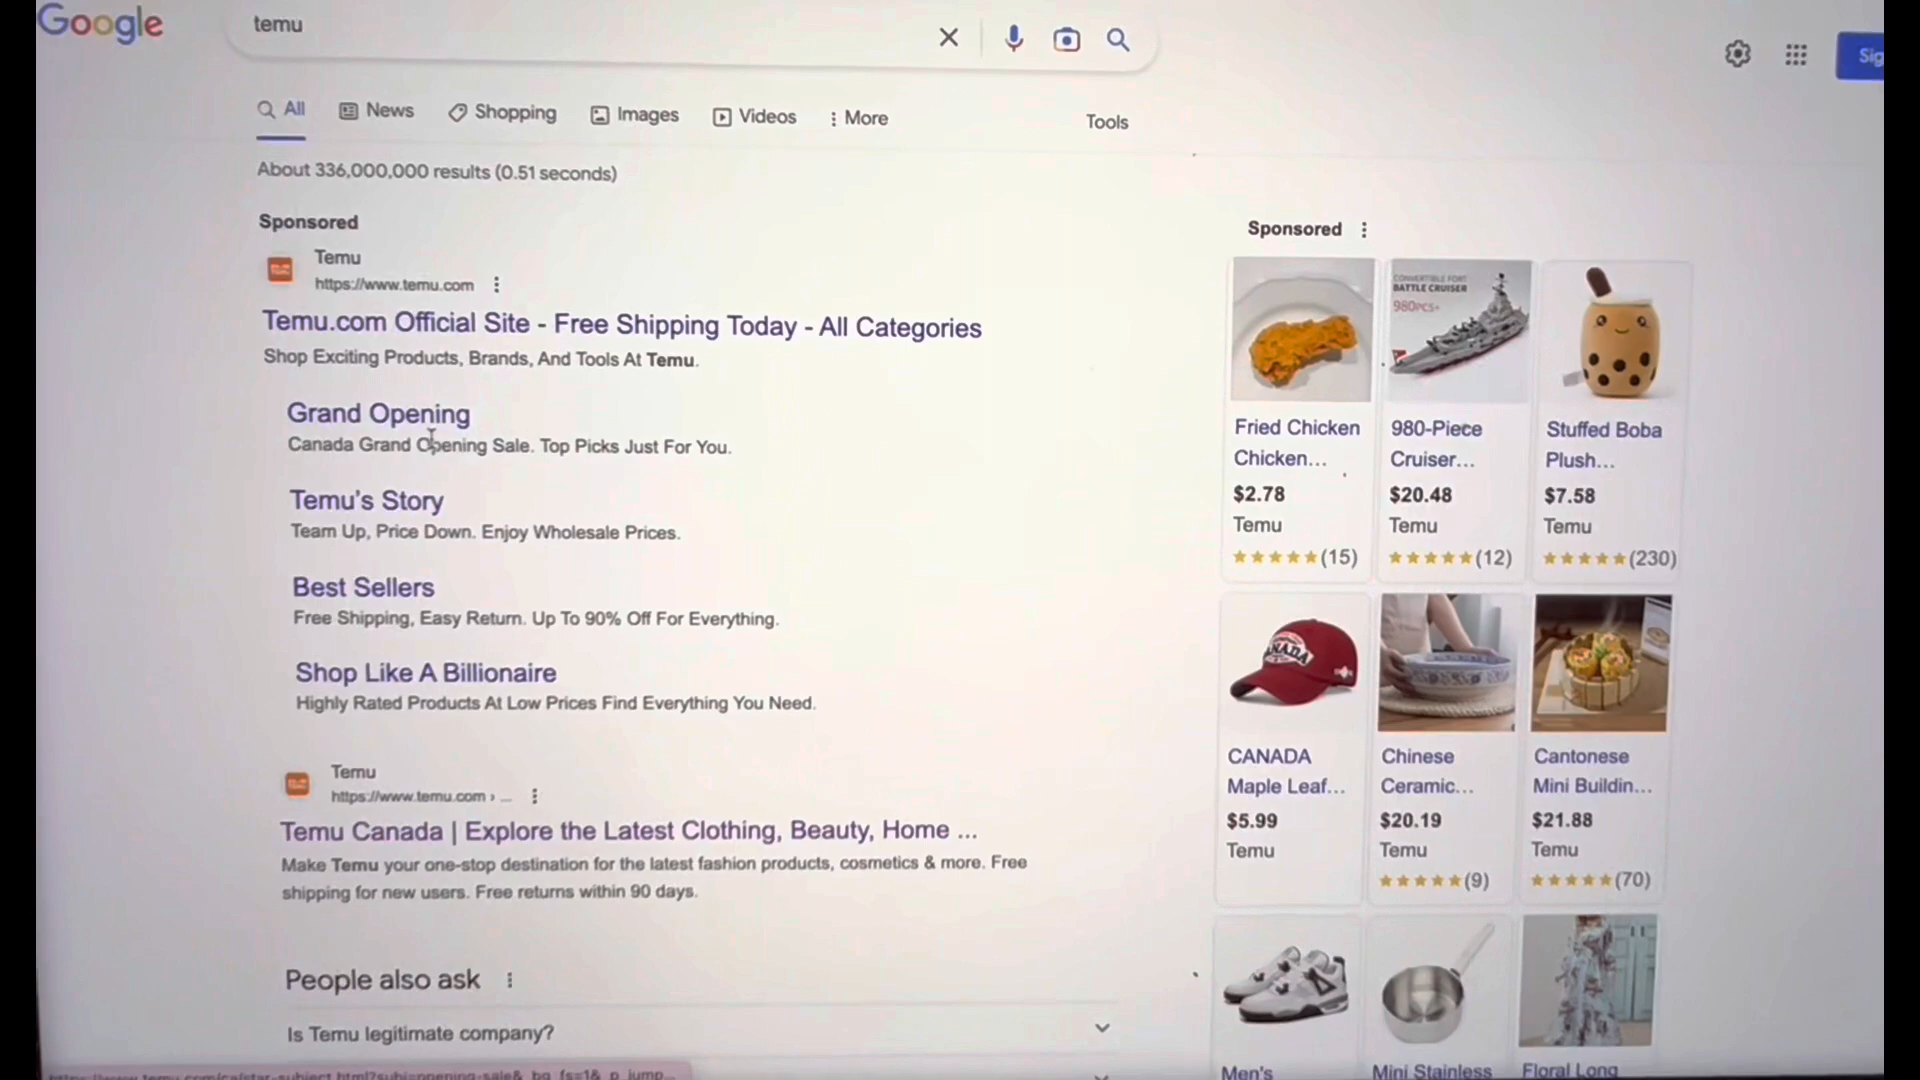 Google
temu
All
News
Shopping
Images
Videos
More
Tools
About 336,000,000 results (0.51 seconds)
Sponsored
Temu
https://www.temu.com
Temu.com Official Site - Free Shipping Today - All Categories
Shop Exciting Products, Brands, And Tools At Temu.
Grand Opening
Canada Grand Opening Sale. Top Picks Just For You.
Temu's Story
Team Up, Price Down. Enjoy Wholesale Prices.
Best Sellers
Free Shipping, Easy Return. Up To 90% Off For Everything.
Shop Like A Billionaire
Highly Rated Products At Low Prices Find Everything You Need.
Temu
https://www.temu.com › ...
Temu Canada | Explore the Latest Clothing, Beauty, Home ...
Make Temu your one-stop destination for the latest fashion products, cosmetics & more. Free
shipping for new users. Free returns within 90 days.
People also ask
Is Temu legitimate company?
Sponsored
CONVERTIBLE FORT
BATTLE CRUISER
980PCS+
Fried Chicken
Chicken...
$2.78
Temu
(15)
980-Piece
Cruiser...
$20.48
Temu
(12)
Stuffed Boba
Plush...
$7.58
Temu
(230)
CANADA
CANADA
Maple Leaf...
$5.99
Temu
Chinese
Ceramic...
$20.19
Temu
(9)
Cantonese
Mini Buildin...
$21.88
Temu
(70)
Men's
Mini Stainless
Floral Long